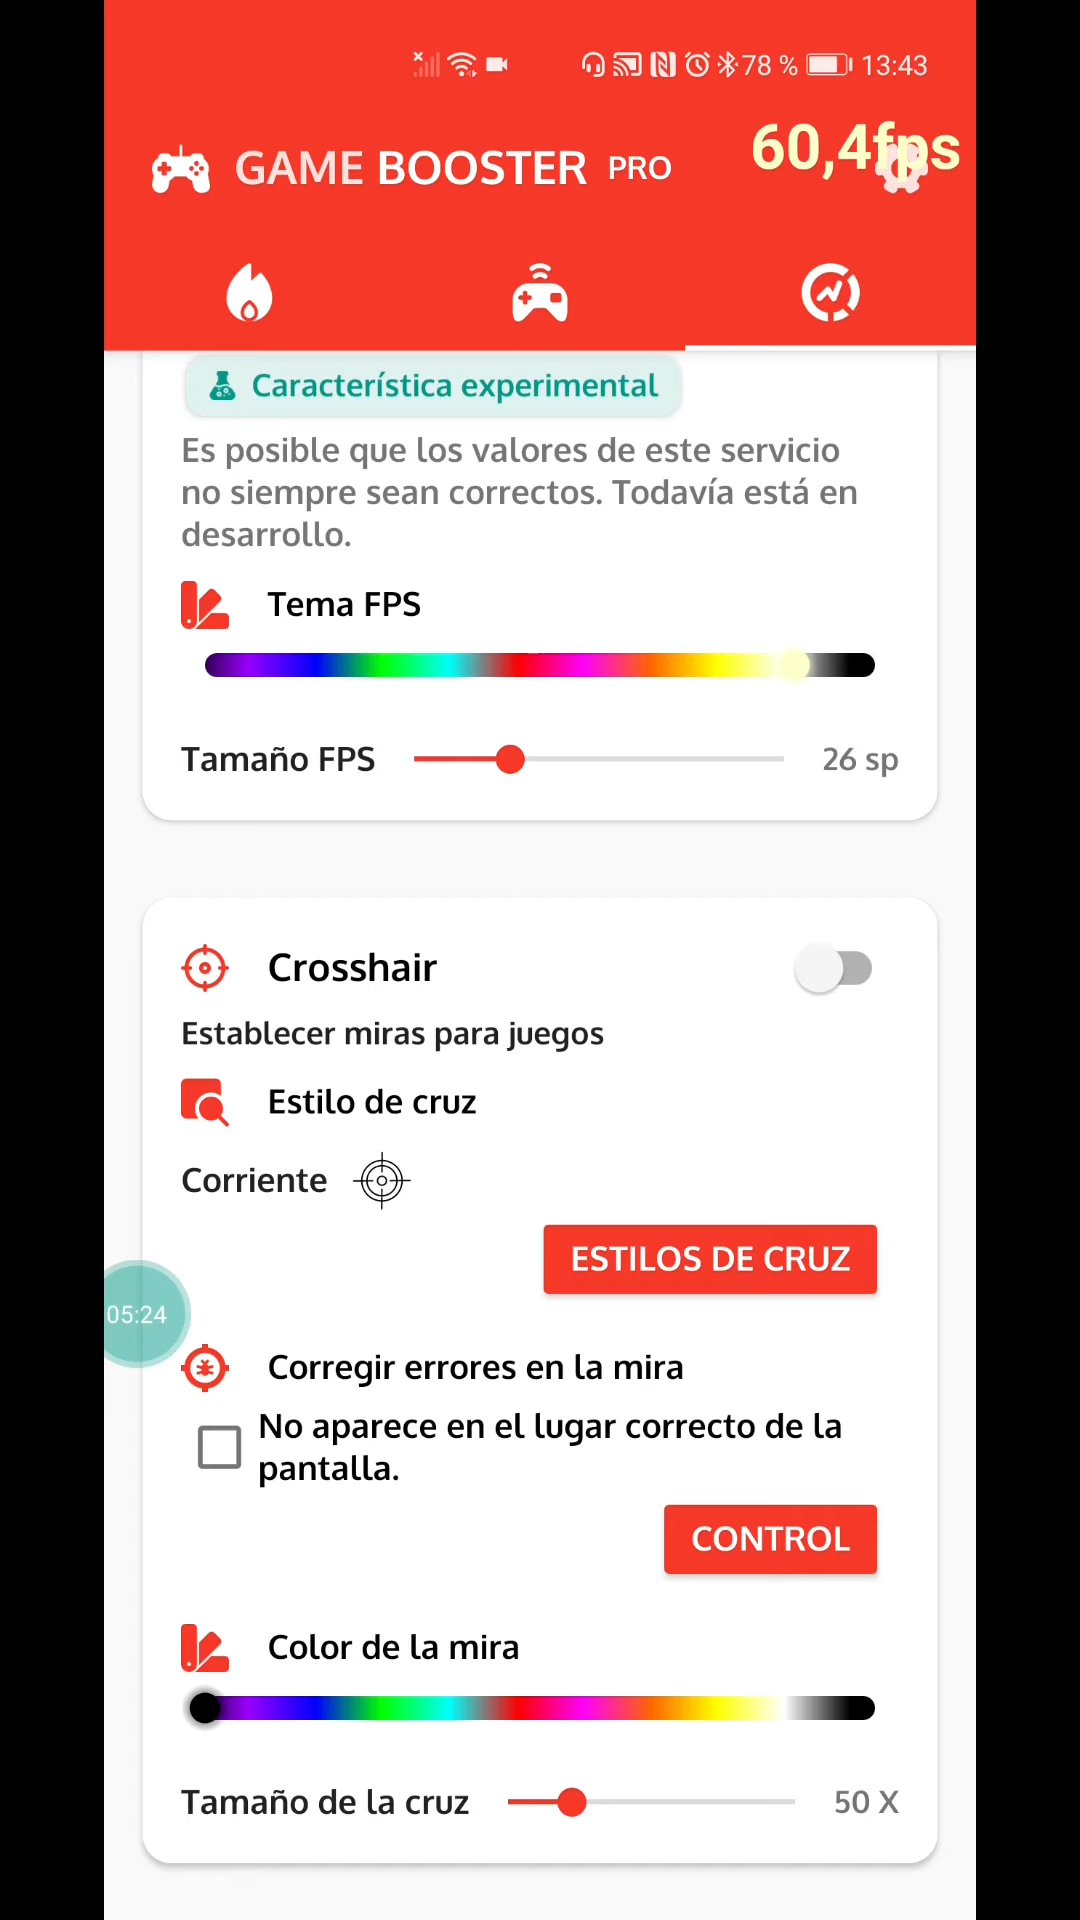 78 % 13:43
60,4fps
GAME BOOSTER PRO
Característica experimental
Es posible que los valores de este servicio
no siempre sean correctos. Todavía está en
desarrollo.
Tema FPS
Tamaño FPS 26 sp
Crosshair
Establecer miras para juegos
Estilo de cruz
Corriente
ESTILOS DE CRUZ
05:24
Corregir errores en la mira
No aparece en el lugar correcto de la
pantalla.
CONTROL
Color de la mira
Tamaño de la cruz 50 X